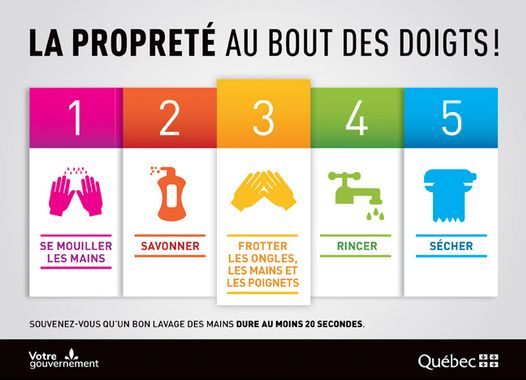 LA PROPRETÉ AU BOUT DES DOIGTS !
1
2
3
4
5
SE MOUILLER
LES MAINS
SAVONNER
FROTTER
LES ONGLES,
LES MAINS ET
LES POIGNETS
RINCER
SÉCHER
SOUVENEZ-VOUS QU'UN BON LAVAGE DES MAINS DURE AU MOINS 20 SECONDES.
Votre
gouvernement
Québec